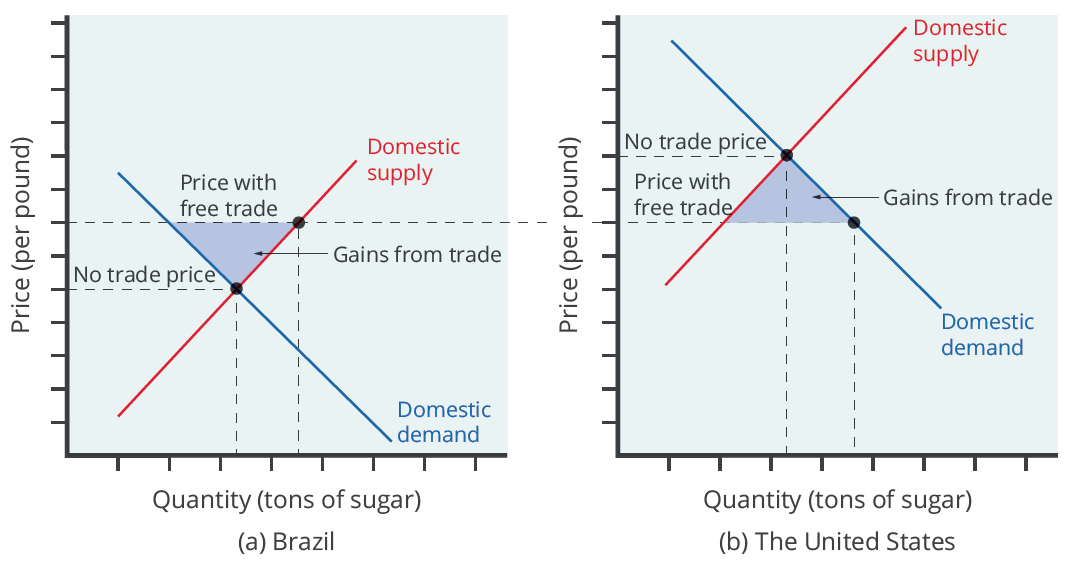 Price (per pound)
Domestic
supply
Price with
free trade
Gains from trade
No trade price
Domestic
demand
Quantity (tons of sugar)
(a) Brazil
Price (per pound)
Domestic
supply
No trade price
Price with
free trade
Gains from trade
Domestic
demand
Quantity (tons of sugar)
(b) The United States